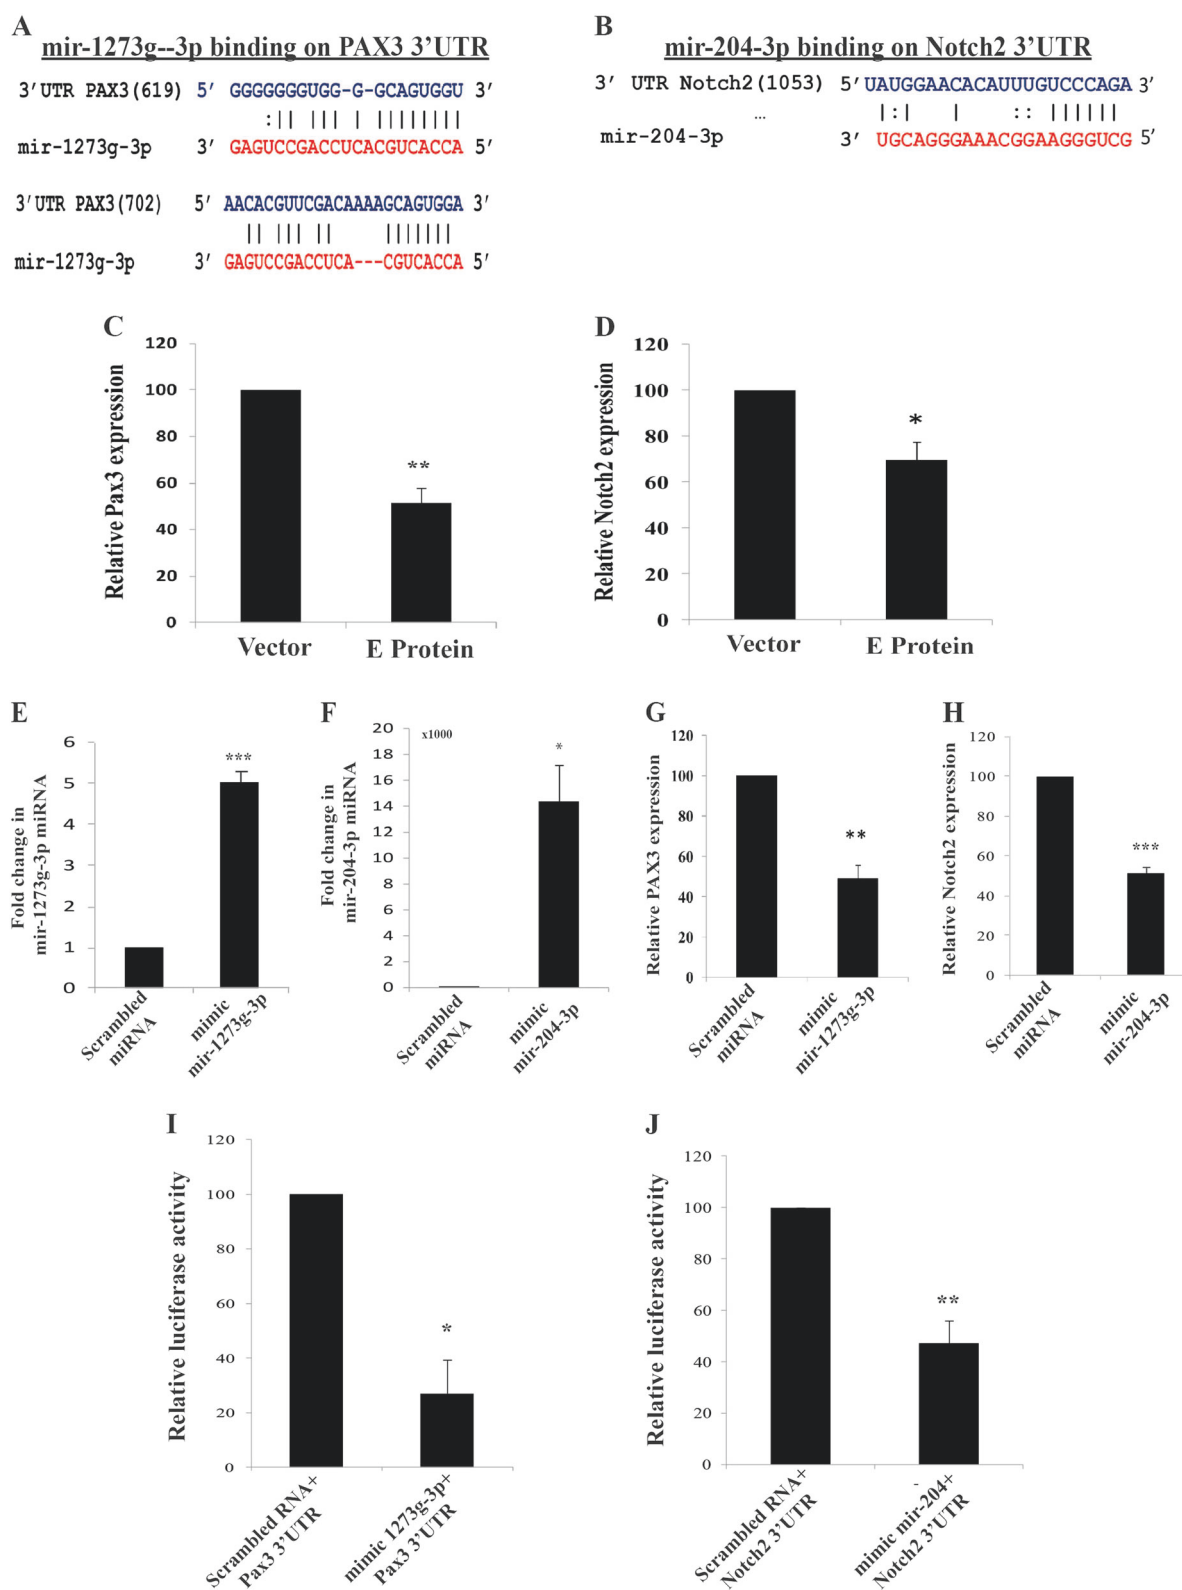 A
mir-1273g--3p binding on PAX3 3'UTR
3'UTR PAX3(619) 5' GGGGGGGUGG-G-GCAGUGGU 3'
:|| ||| | ||||||||
mir-1273g-3p 3' GAGUCCGACCUCACGUCACCA 5'
3'UTR PAX3(702) 5' AACACGUUCGACAAAAGCAGUGGA 3'
|| ||| || |||||||
mir-1273g-3p 3' GAGUCCGACCUCA---CGUCACCA 5'
B
mir-204-3p binding on Notch2 3'UTR
3' UTR Notch2(1053) 5' UAUGGAACACAUUUGUCCCAGA 3'
... |:| | :: ||||||
mir-204-3p 3' UGCAGGGAAACGGAAGGGUCG 5'
C
Relative Pax3 expression
120
100
80
60
40
20
0
**
Vector
E Protein
D
Relative Notch2 expression
120
100
80
60
40
20
0
*
Vector
E Protein
E
Fold change in
mir-1273g-3p miRNA
6
5
4
3
2
1
0
***
Scrambled
miRNA
mimic
mir-1273g-3p
F
Fold change in
mir-204-3p miRNA
20
18
16
14
12
10
8
6
4
2
0
x1000
*
Scrambled
miRNA
mimic
mir-204-3p
G
Relative PAX3 expression
120
100
80
60
40
20
0
**
Scrambled
miRNA
mimic
mir-1273g-3p
H
Relative Notch2 expression
120
100
80
60
40
20
0
***
Scrambled
miRNA
mimic
mir-204-3p
I
Relative luciferase activity
120
100
80
60
40
20
0
*
Scrambled RNA+
Pax3 3'UTR
mimic 1273g-3p+
Pax3 3'UTR
J
Relative luciferase activity
120
100
80
60
40
20
0
**
-
Scrambled RNA+
Notch2 3'UTR
mimic mir-204+
Notch2 3'UTR